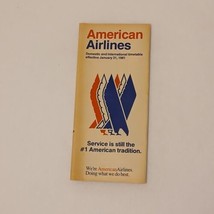 American
Airlines
Domestic and international timetable
effective January 31, 1981
Service is still the
#1 American tradition.
We're American Airlines.
Doing what we do best.